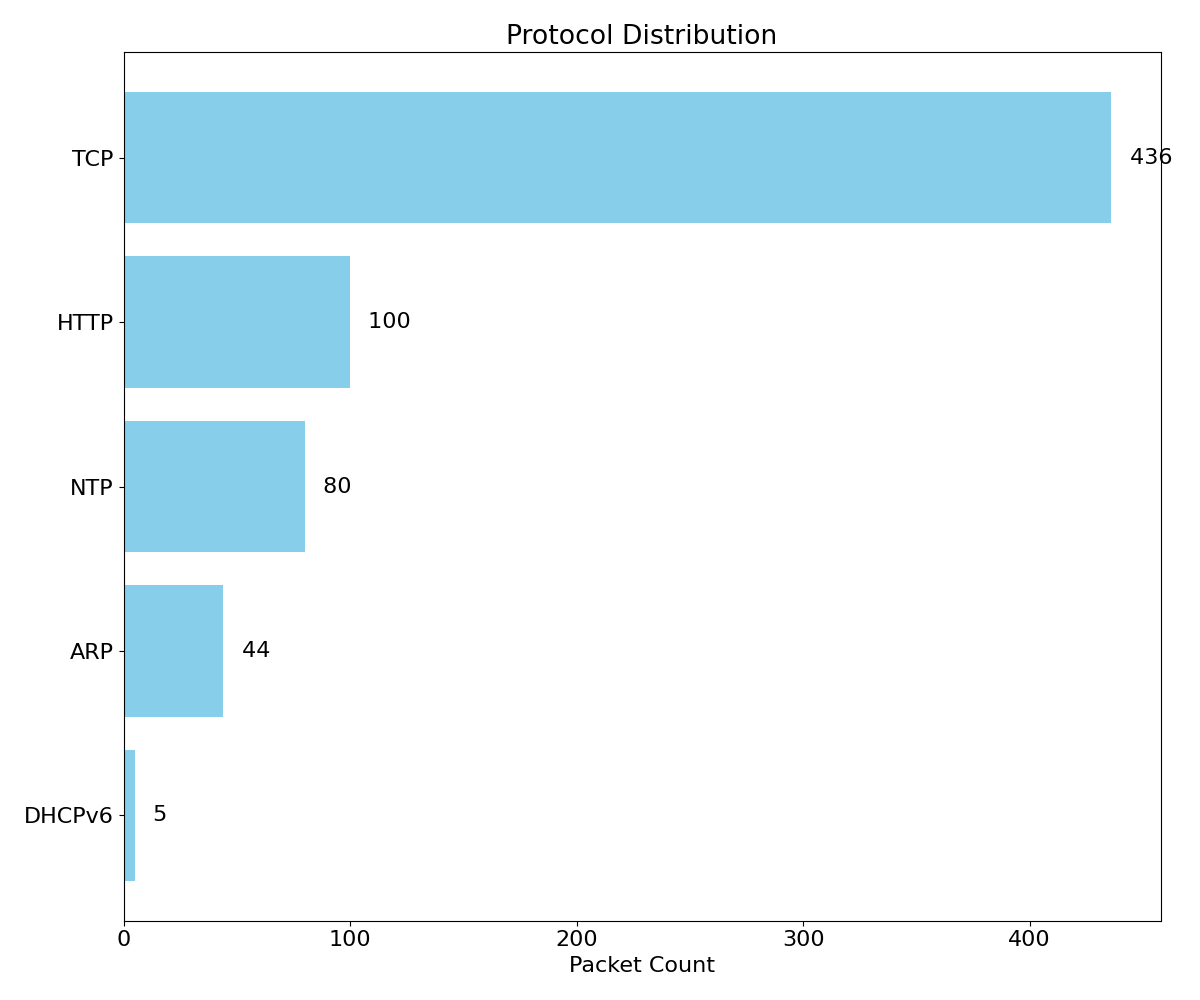 Protocol Distribution
TCP 436
HTTP 100
NTP 80
ARP 44
DHCPv6 5
0 100 200 300 400
Packet Count